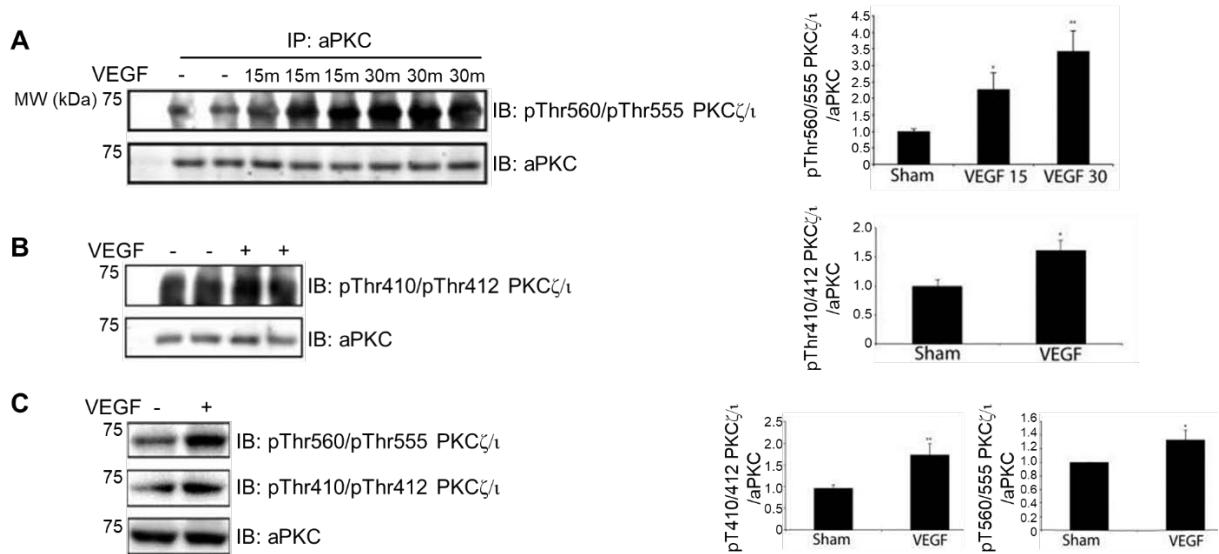 A
IP: aPKC
VEGF - - 15m 15m 15m 30m 30m 30m
MW (kDa) 75
IB: pThr560/pThr555 PKCζ/ι
75
IB: aPKC
pThr560/555 PKCζ/ι
/aPKC
4.5
4.0
3.5
3.0
2.5
2.0
1.5
1.0
0.5
0
*
**
Sham VEGF 15 VEGF 30
B
VEGF - - + +
75
IB: pThr410/pThr412 PKCζ/ι
75
IB: aPKC
pThr410/412 PKCζ/ι
/aPKC
2.0
1.5
1.0
0.5
0
*
Sham VEGF
C
VEGF - +
75
IB: pThr560/pThr555 PKCζ/ι
75
IB: pThr410/pThr412 PKCζ/ι
75
IB: aPKC
pT410/412 PKCζ/ι
/aPKC
2.5
2.0
1.5
1.0
0.5
0
**
Sham VEGF
pT560/555 PKCζ/ι
/aPKC
1.6
1.4
1.2
1.0
0.8
0.6
0.4
0.2
0
*
Sham VEGF